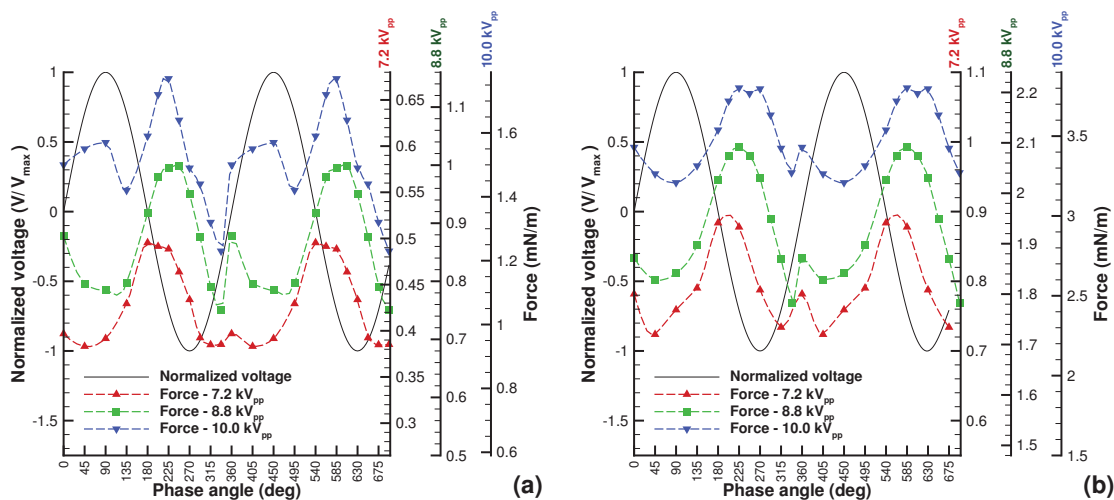 7.2 kV_pp
8.8 kV_pp
10.0 kV_pp
1
0.5
0
-0.5
-1
-1.5
Normalized voltage (V/ V_max)
0.65
0.6
0.55
0.5
0.45
0.4
0.35
0.3
1.1
1
0.9
0.8
0.7
0.6
0.5
1.6
1.4
1.2
1
0.8
0.6
Force (mN/m)
Normalized voltage
Force - 7.2 kV_pp
Force - 8.8 kV_pp
Force - 10.0 kV_pp
0 45 90 135 180 225 270 315 360 405 450 495 540 585 630 675
Phase angle (deg)
(a)
7.2 kV_pp
8.8 kV_pp
10.0 kV_pp
1
0.5
0
-0.5
-1
-1.5
Normalized voltage (V/ V_max)
1.1
1
0.9
0.8
0.7
0.6
2.2
2.1
2
1.9
1.8
1.7
1.6
1.5
3.5
3
2.5
2
1.5
Force (mN/m)
Normalized voltage
Force - 7.2 kV_pp
Force - 8.8 kV_pp
Force - 10.0 kV_pp
0 45 90 135 180 225 270 315 360 405 450 495 540 585 630 675
Phase angle (deg)
(b)